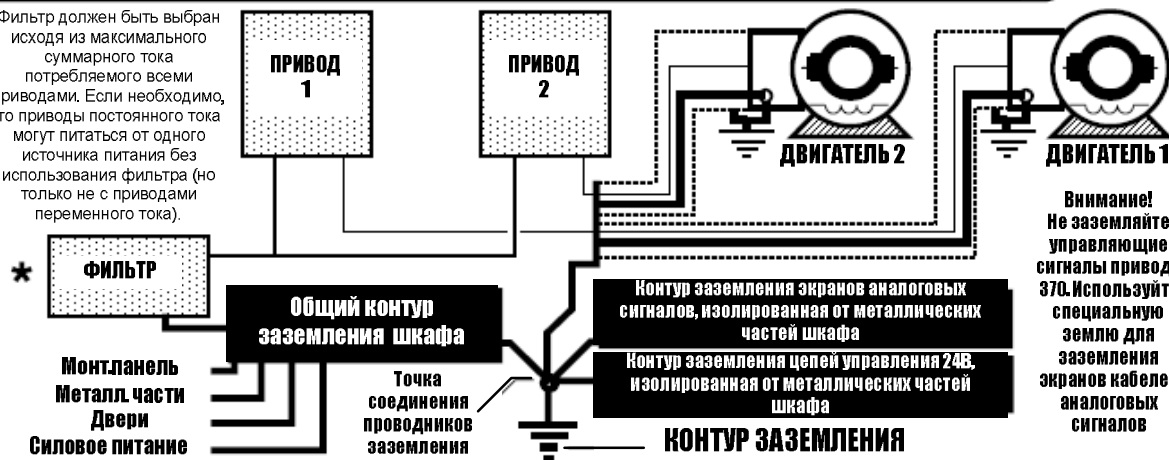 Фильтр должен быть выбран
исходя из максимального
суммарного тока
потребляемого всеми
риводами. Если необходимо,
то приводы постоянного тока
могут питаться от одного
источника питания без
использования фильтра (но
только не с приводами
переменного тока).
ПРИВОД
1
ПРИВОД
2
ДВИГАТЕЛЬ 2
ДВИГАТЕЛЬ 1
* ФИЛЬТР
Внимание!
Не заземляйте
управляющие
сигналы привод
370. Используйт
специальную
землю для
заземления
экранов кабеле
аналоговых
сигналов
Общий контур
заземления шкафа
Контур заземления экранов аналоговых
сигналов, изолированная от металлических
частей шкафа
Контур заземления цепей управления 24В,
изолированная от металлических частей
шкафа
Монт.панель
Металл. части
Двери
Силовое питание
Точка
соединения
проводников
заземления
КОНТУР ЗАЗЕМЛЕНИЯ